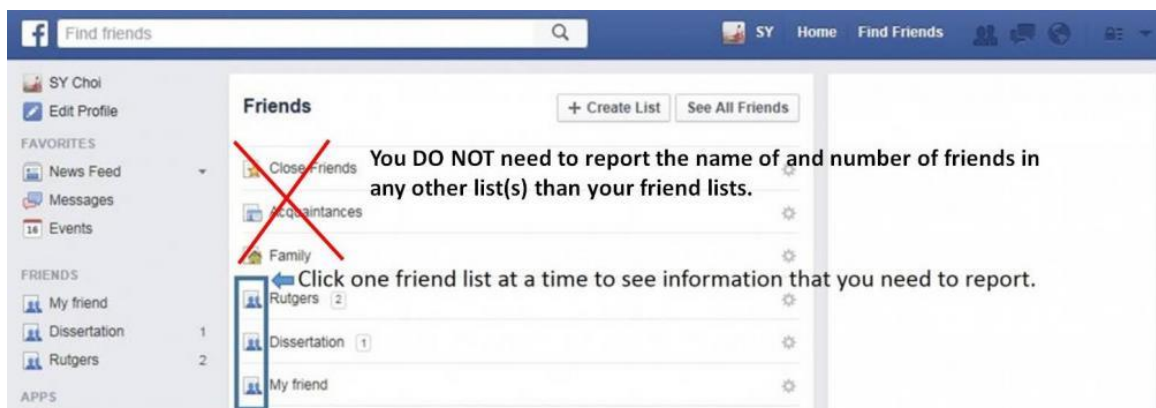 f Find friends SY Home Find Friends
SY Choi
Edit Profile
FAVORITES
News Feed
Messages
16 Events
FRIENDS
My friend
Dissertation 1
Rutgers 2
APPS
Friends + Create List See All Friends
Close Friends
You DO NOT need to report the name of and number of friends in
any other list(s) than your friend lists.
Acquaintances
Family
Click one friend list at a time to see information that you need to report.
Rutgers 2
Dissertation 1
My friend